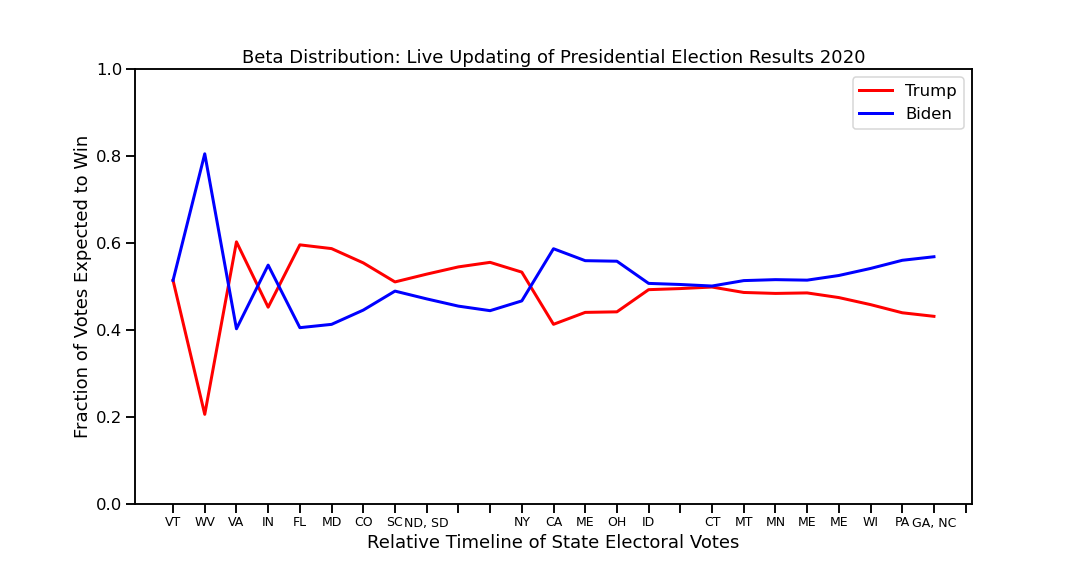 Beta Distribution: Live Updating of Presidential Election Results 2020
Trump
Biden
Fraction of Votes Expected to Win
1.0
0.8
0.6
0.4
0.2
0.0
VT WV VA IN FL MD CO SC ND, SD NY CA ME OH ID CT MT MN ME ME WI PA GA, NC
Relative Timeline of State Electoral Votes